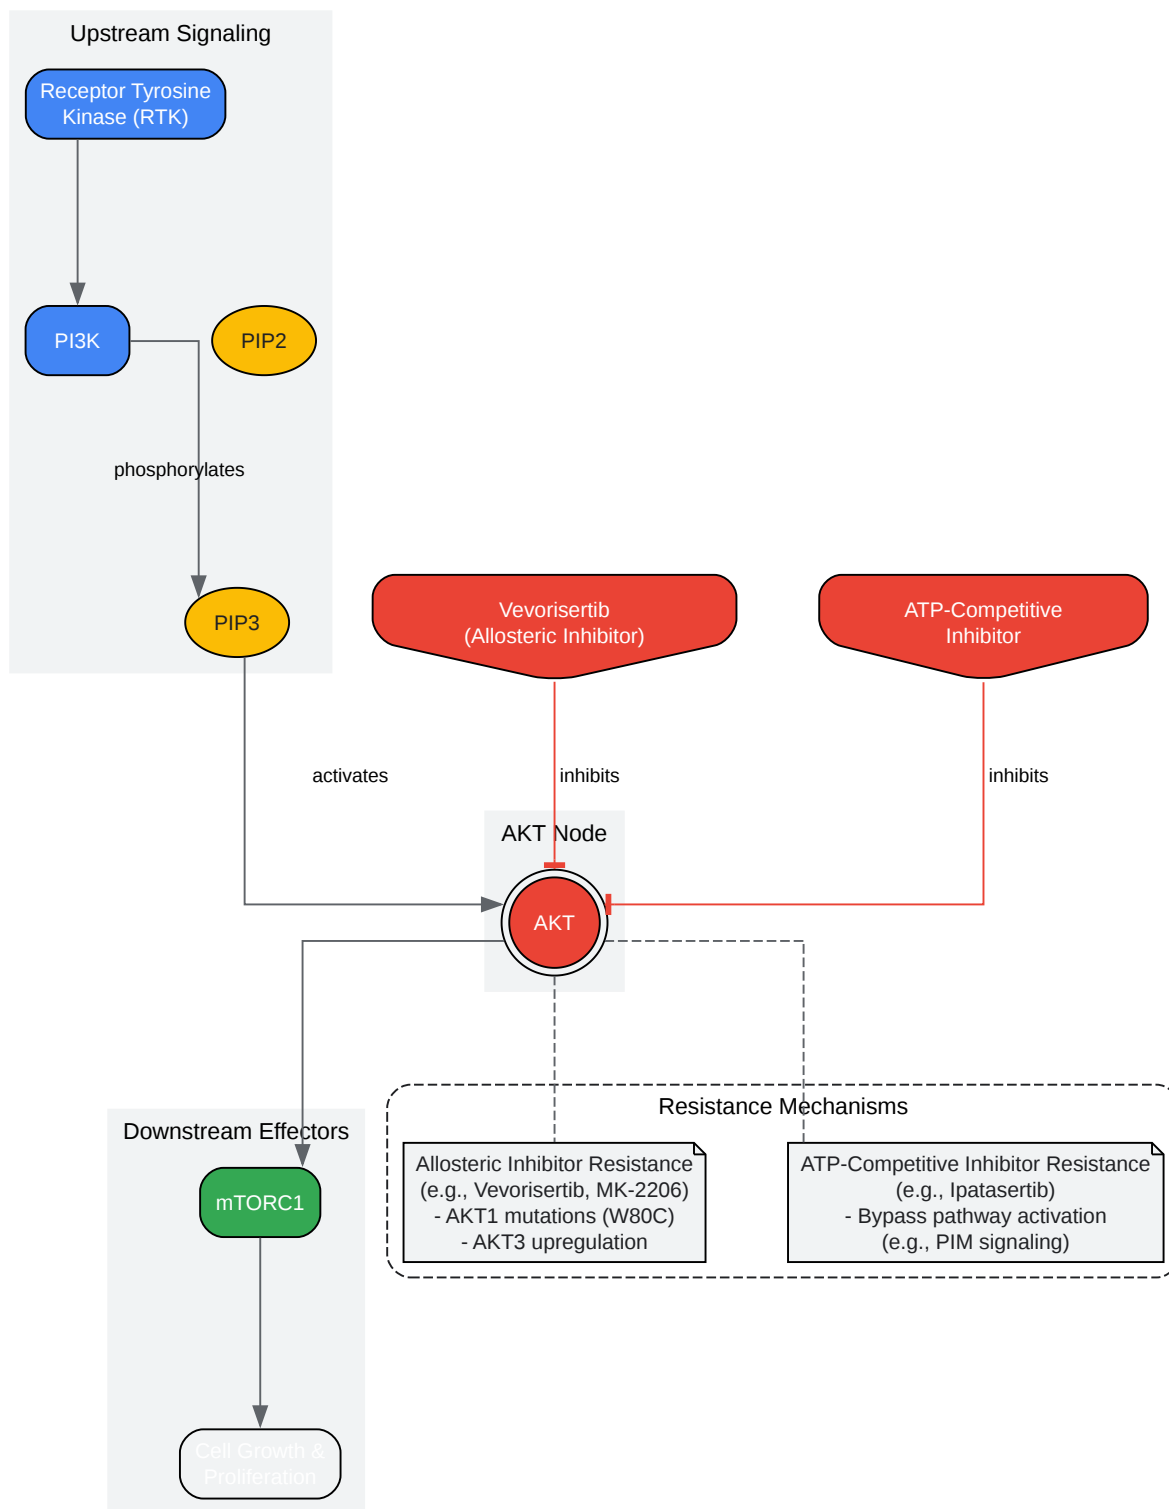 Upstream Signaling
Receptor Tyrosine
Kinase (RTK)
PI3K
PIP2
phosphorylates
PIP3
Vevorisertib
(Allosteric Inhibitor)
ATP-Competitive
Inhibitor
activates
inhibits
inhibits
AKT Node
AKT
Resistance Mechanisms
Allosteric Inhibitor Resistance
(e.g., Vevorisertib, MK-2206)
- AKT1 mutations (W80C)
- AKT3 upregulation
ATP-Competitive Inhibitor Resistance
(e.g., Ipatasertib)
- Bypass pathway activation
(e.g., PIM signaling)
Downstream Effectors
mTORC1
Cell Growth &
Proliferation